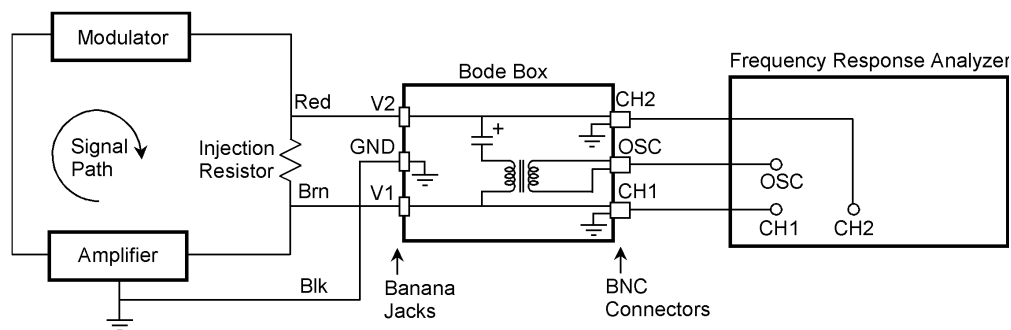 Modulator
Frequency Response Analyzer
Bode Box
Red
V2
CH2
Signal
Path
Injection
Resistor
GND
+
OSC
OSC
Brn
V1
CH1
CH1
CH2
Amplifier
Blk
Banana
Jacks
BNC
Connectors